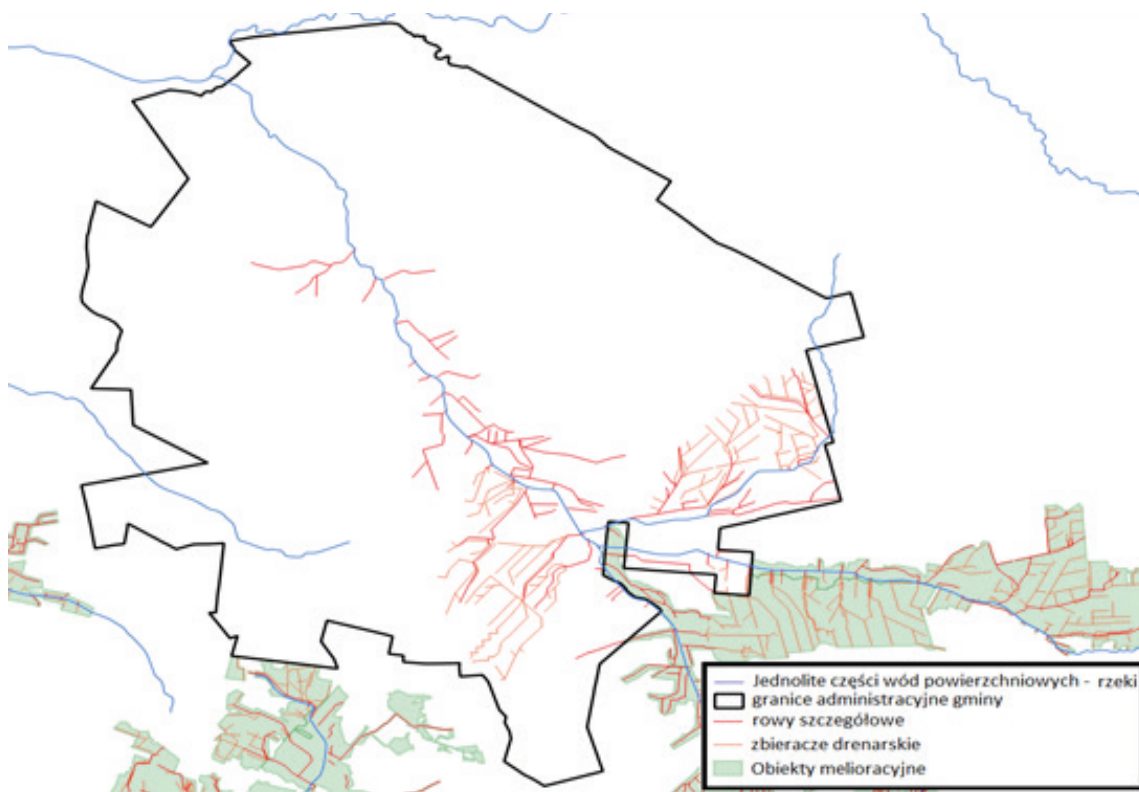 Jednolite części wód powierzchniowych - rzeki
granice administracyjne gminy
rowy szczegółowe
zbieracze drenarskie
Obiekty melioracyjne